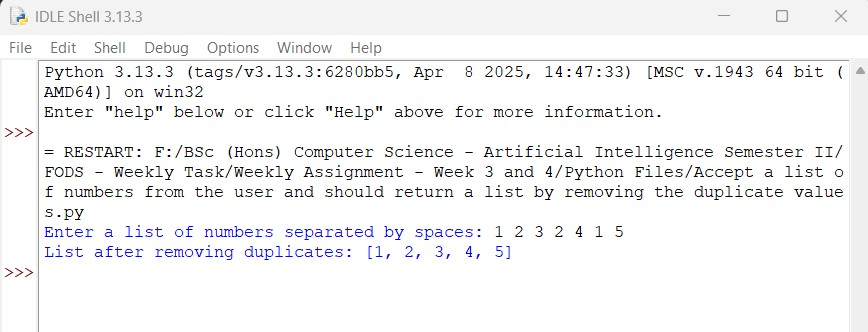 IDLE Shell 3.13.3
File Edit Shell Debug Options Window Help
Python 3.13.3 (tags/v3.13.3:6280bb5, Apr  8 2025, 14:47:33) [MSC v.1943 64 bit (
AMD64)] on win32
Enter "help" below or click "Help" above for more information.
>>>
= RESTART: F:/BSc (Hons) Computer Science - Artificial Intelligence Semester II/
FODS - Weekly Task/Weekly Assignment - Week 3 and 4/Python Files/Accept a list o
f numbers from the user and should return a list by removing the duplicate value
s.py
Enter a list of numbers separated by spaces: 1 2 3 2 4 1 5
List after removing duplicates: [1, 2, 3, 4, 5]
>>>